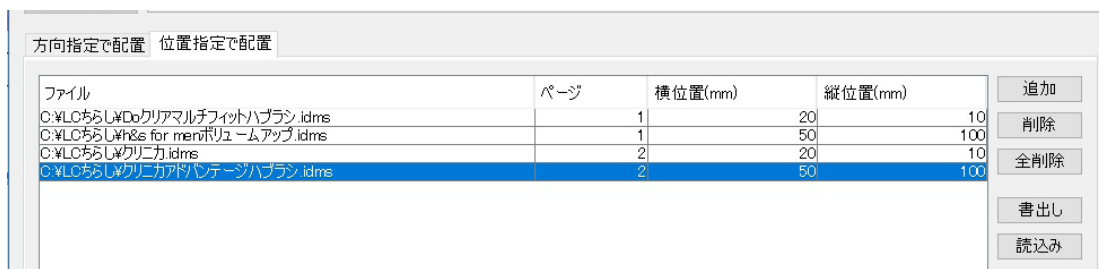 方向指定で配置 位置指定で配置
ファイル ページ 横位置(mm) 縦位置(mm)
C:¥LCちらし¥Doクリアマルチフィットハブラシ.idms 1 20 10
C:¥LCちらし¥h&s for menボリュームアップ.idms 1 50 100
C:¥LCちらし¥クリニカ.idms 2 20 10
C:¥LCちらし¥クリニカアドバンテージハブラシ.idms 2 50 100
追加
削除
全削除
書出し
読込み